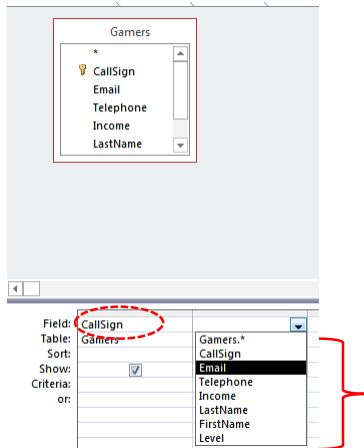 Gamers
*
CallSign
Email
Telephone
Income
LastName
Field: CallSign
Table: Gamers Gamers.*
Sort: CallSign
Show: Email
Criteria: Telephone
or: Income
LastName
FirstName
Level